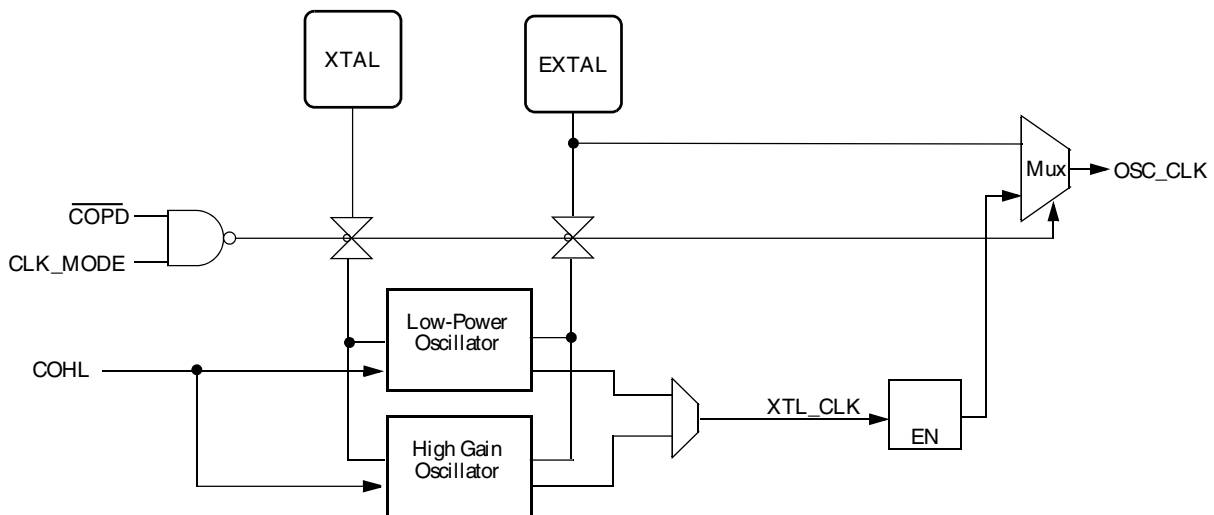 XTAL
EXTAL
Mux
OSC_CLK
COPD
CLK_MODE
Low-Power
Oscillator
COHL
XTL_CLK
EN
High Gain
Oscillator